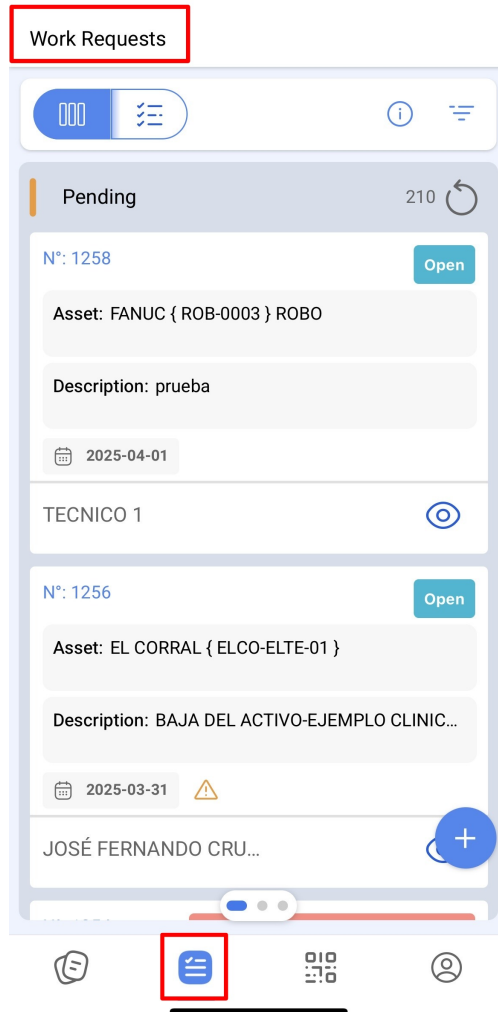 Work Requests
Pending
210
N°: 1258
Open
Asset: FANUC { ROB-0003 } ROBO
Description: prueba
2025-04-01
TECNICO 1
N°: 1256
Open
Asset: EL CORRAL { ELCO-ELTE-01 }
Description: BAJA DEL ACTIVO-EJEMPLO CLINIC...
2025-03-31
JOSÉ FERNANDO CRU...